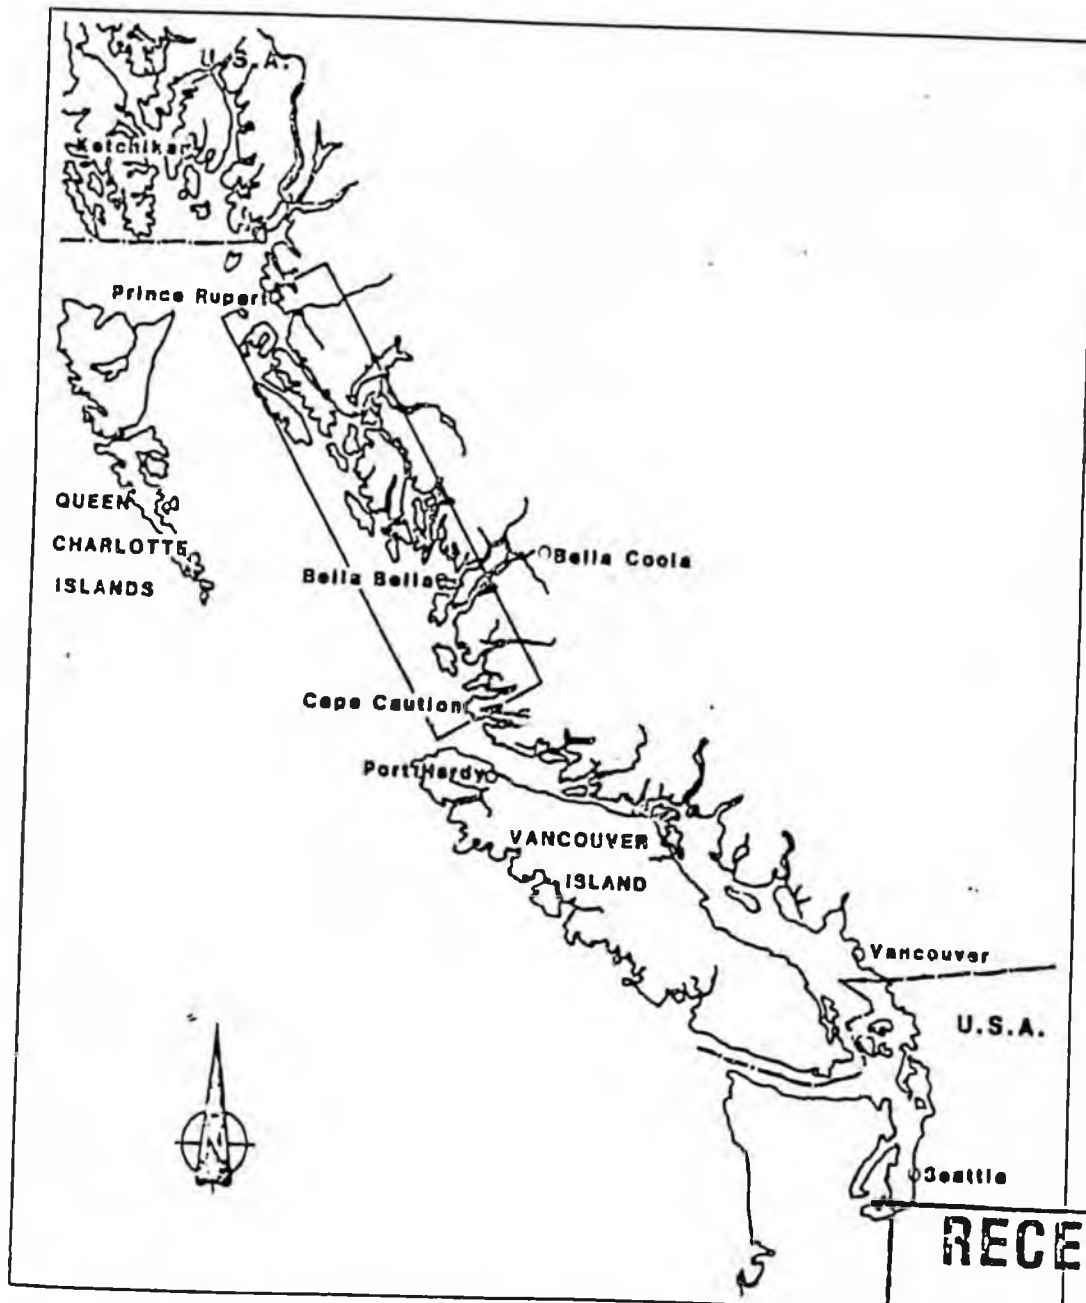 U.S.A.
Ketchikan
Prince Rupert
QUEEN
CHARLOTTE
ISLANDS
Bella Coola
Bella Bella
Cape Caution
Port Hardy
VANCOUVER
ISLAND
Vancouver
U.S.A.
N
Seattle
RECE